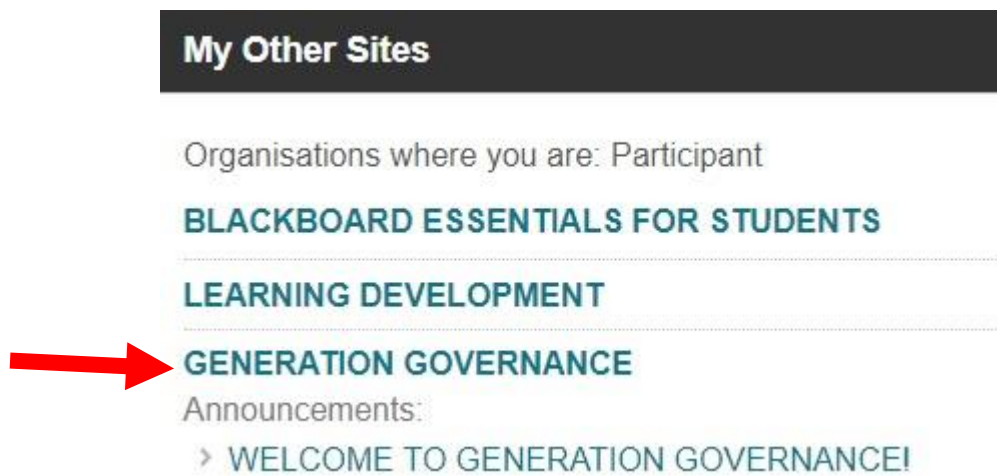 My Other Sites
Organisations where you are: Participant
BLACKBOARD ESSENTIALS FOR STUDENTS
LEARNING DEVELOPMENT
GENERATION GOVERNANCE
Announcements:
> WELCOME TO GENERATION GOVERNANCE!